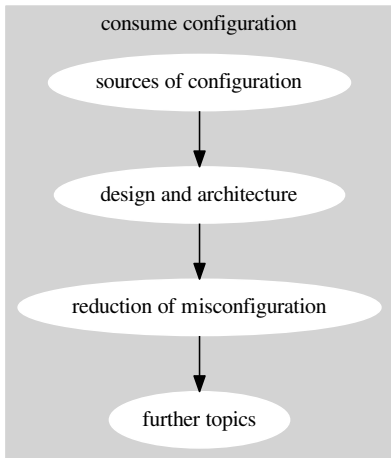 consume configuration
sources of configuration
design and architecture
reduction of misconfiguration
further topics